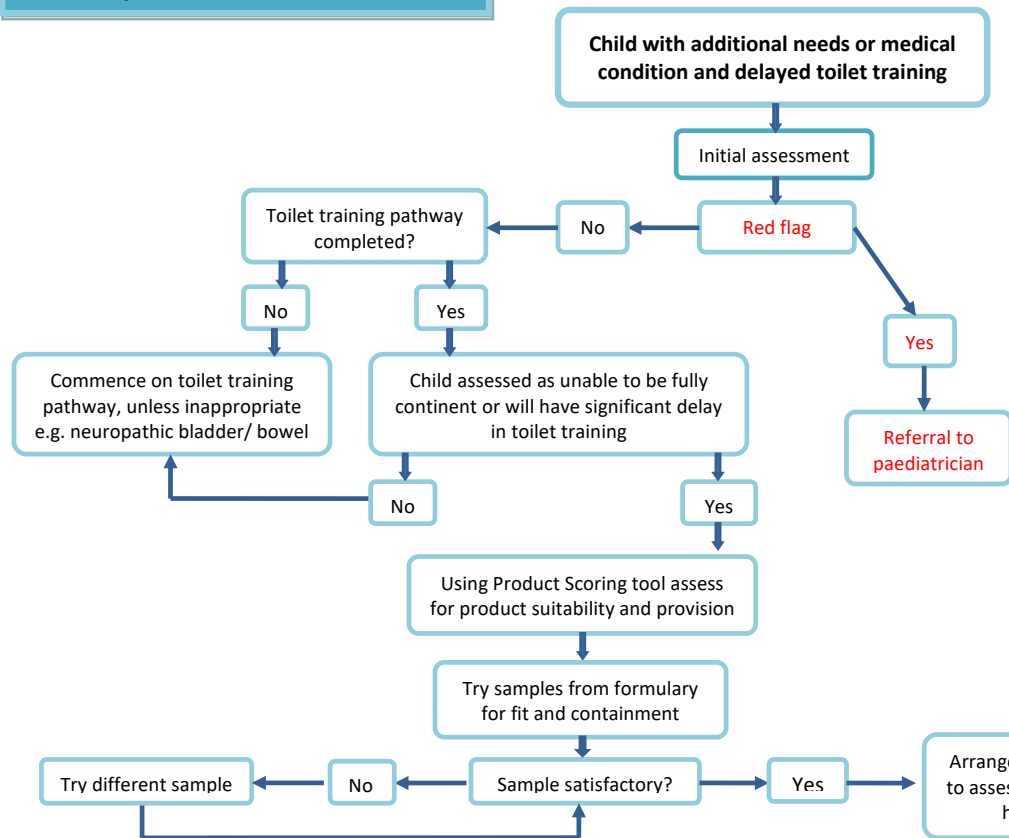 Child with additional needs or medical
condition and delayed toilet training
Initial assessment
Red flag
No
Toilet training pathway
completed?
No
Yes
Yes
Commence on toilet training
pathway, unless inappropriate
e.g. neuropathic bladder/ bowel
Child assessed as unable to be fully
continent or will have significant delay
in toilet training
Referral to
paediatrician
No
Yes
Using Product Scoring tool assess
for product suitability and provision
Try samples from formulary
for fit and containment
Try different sample
No
Sample satisfactory?
Yes
Arrange
to asses
h